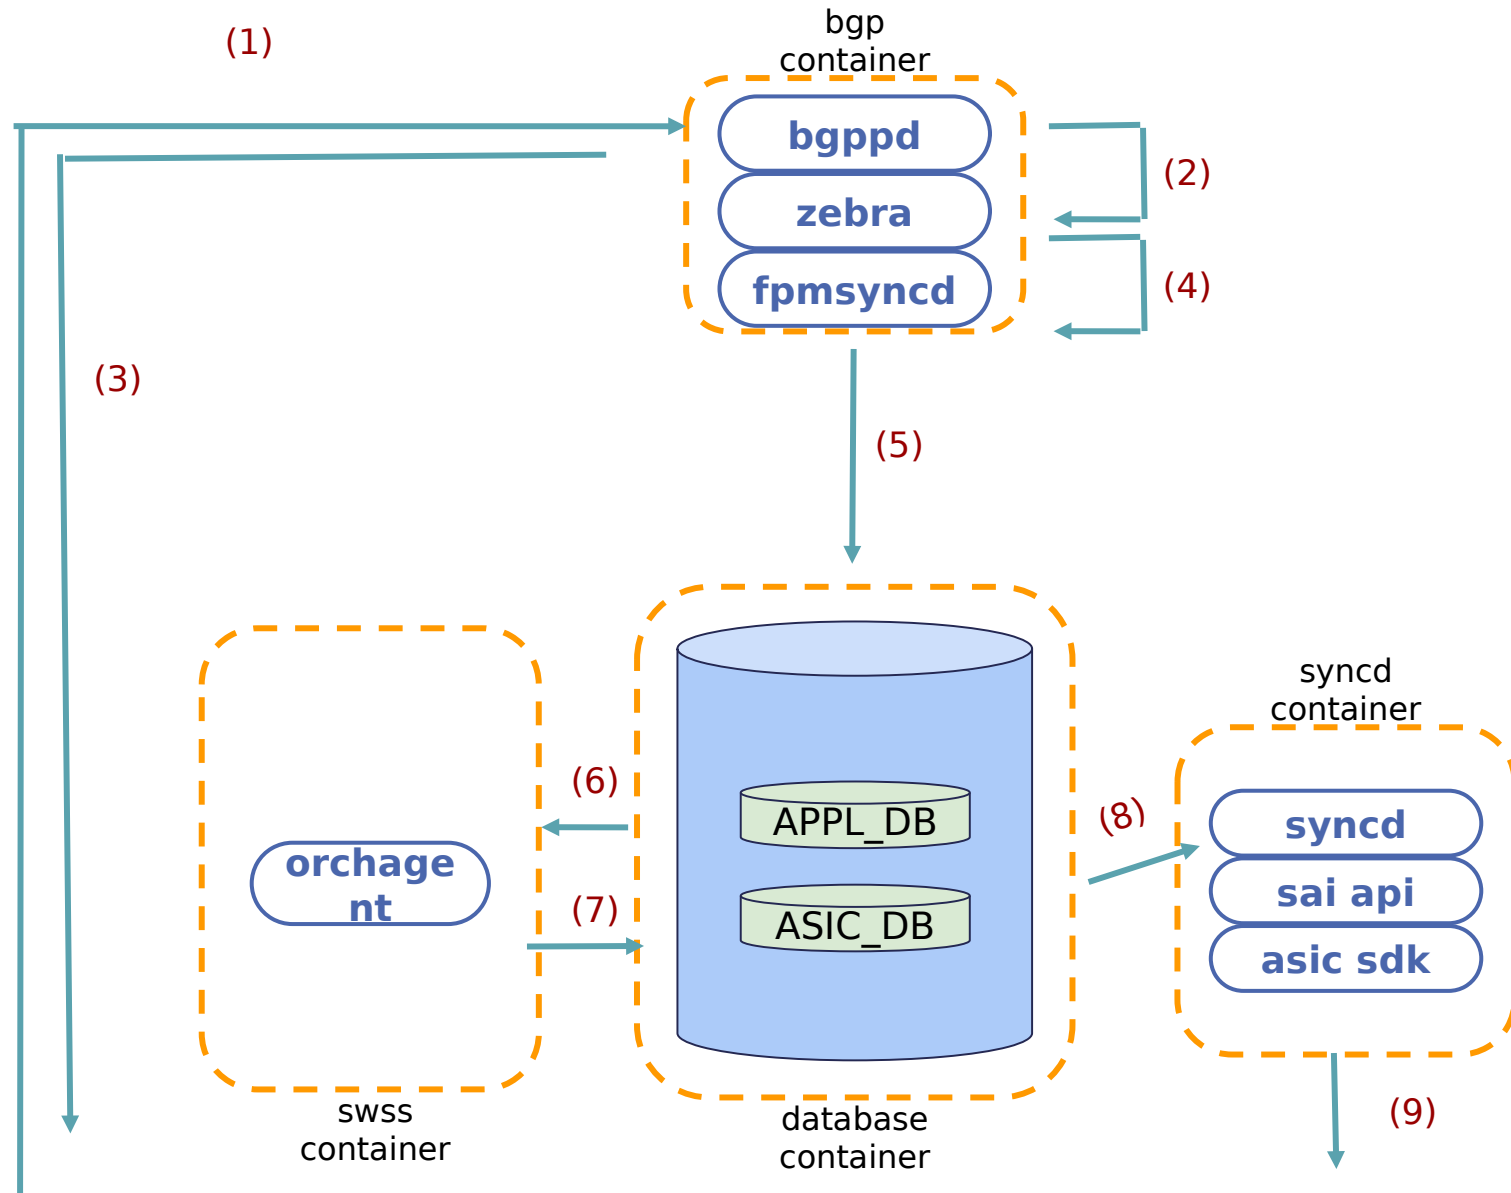 (1)
bgp
container
bgppd
zebra
fpmsyncd
(2)
(4)
(3)
(5)
syncd
container
(6)
APPL_DB
(8)
syncd
orchage
nt
sai api
(7)
ASIC_DB
asic sdk
swss
container
database
container
(9)